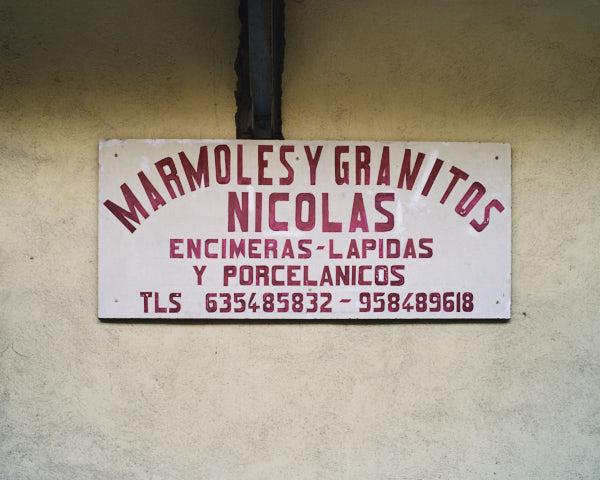 MARMOLES Y GRANITOS
NICOLAS
ENCIMERAS-LAPIDAS
Y PORCELANICOS
TLS 635485832 - 958489618